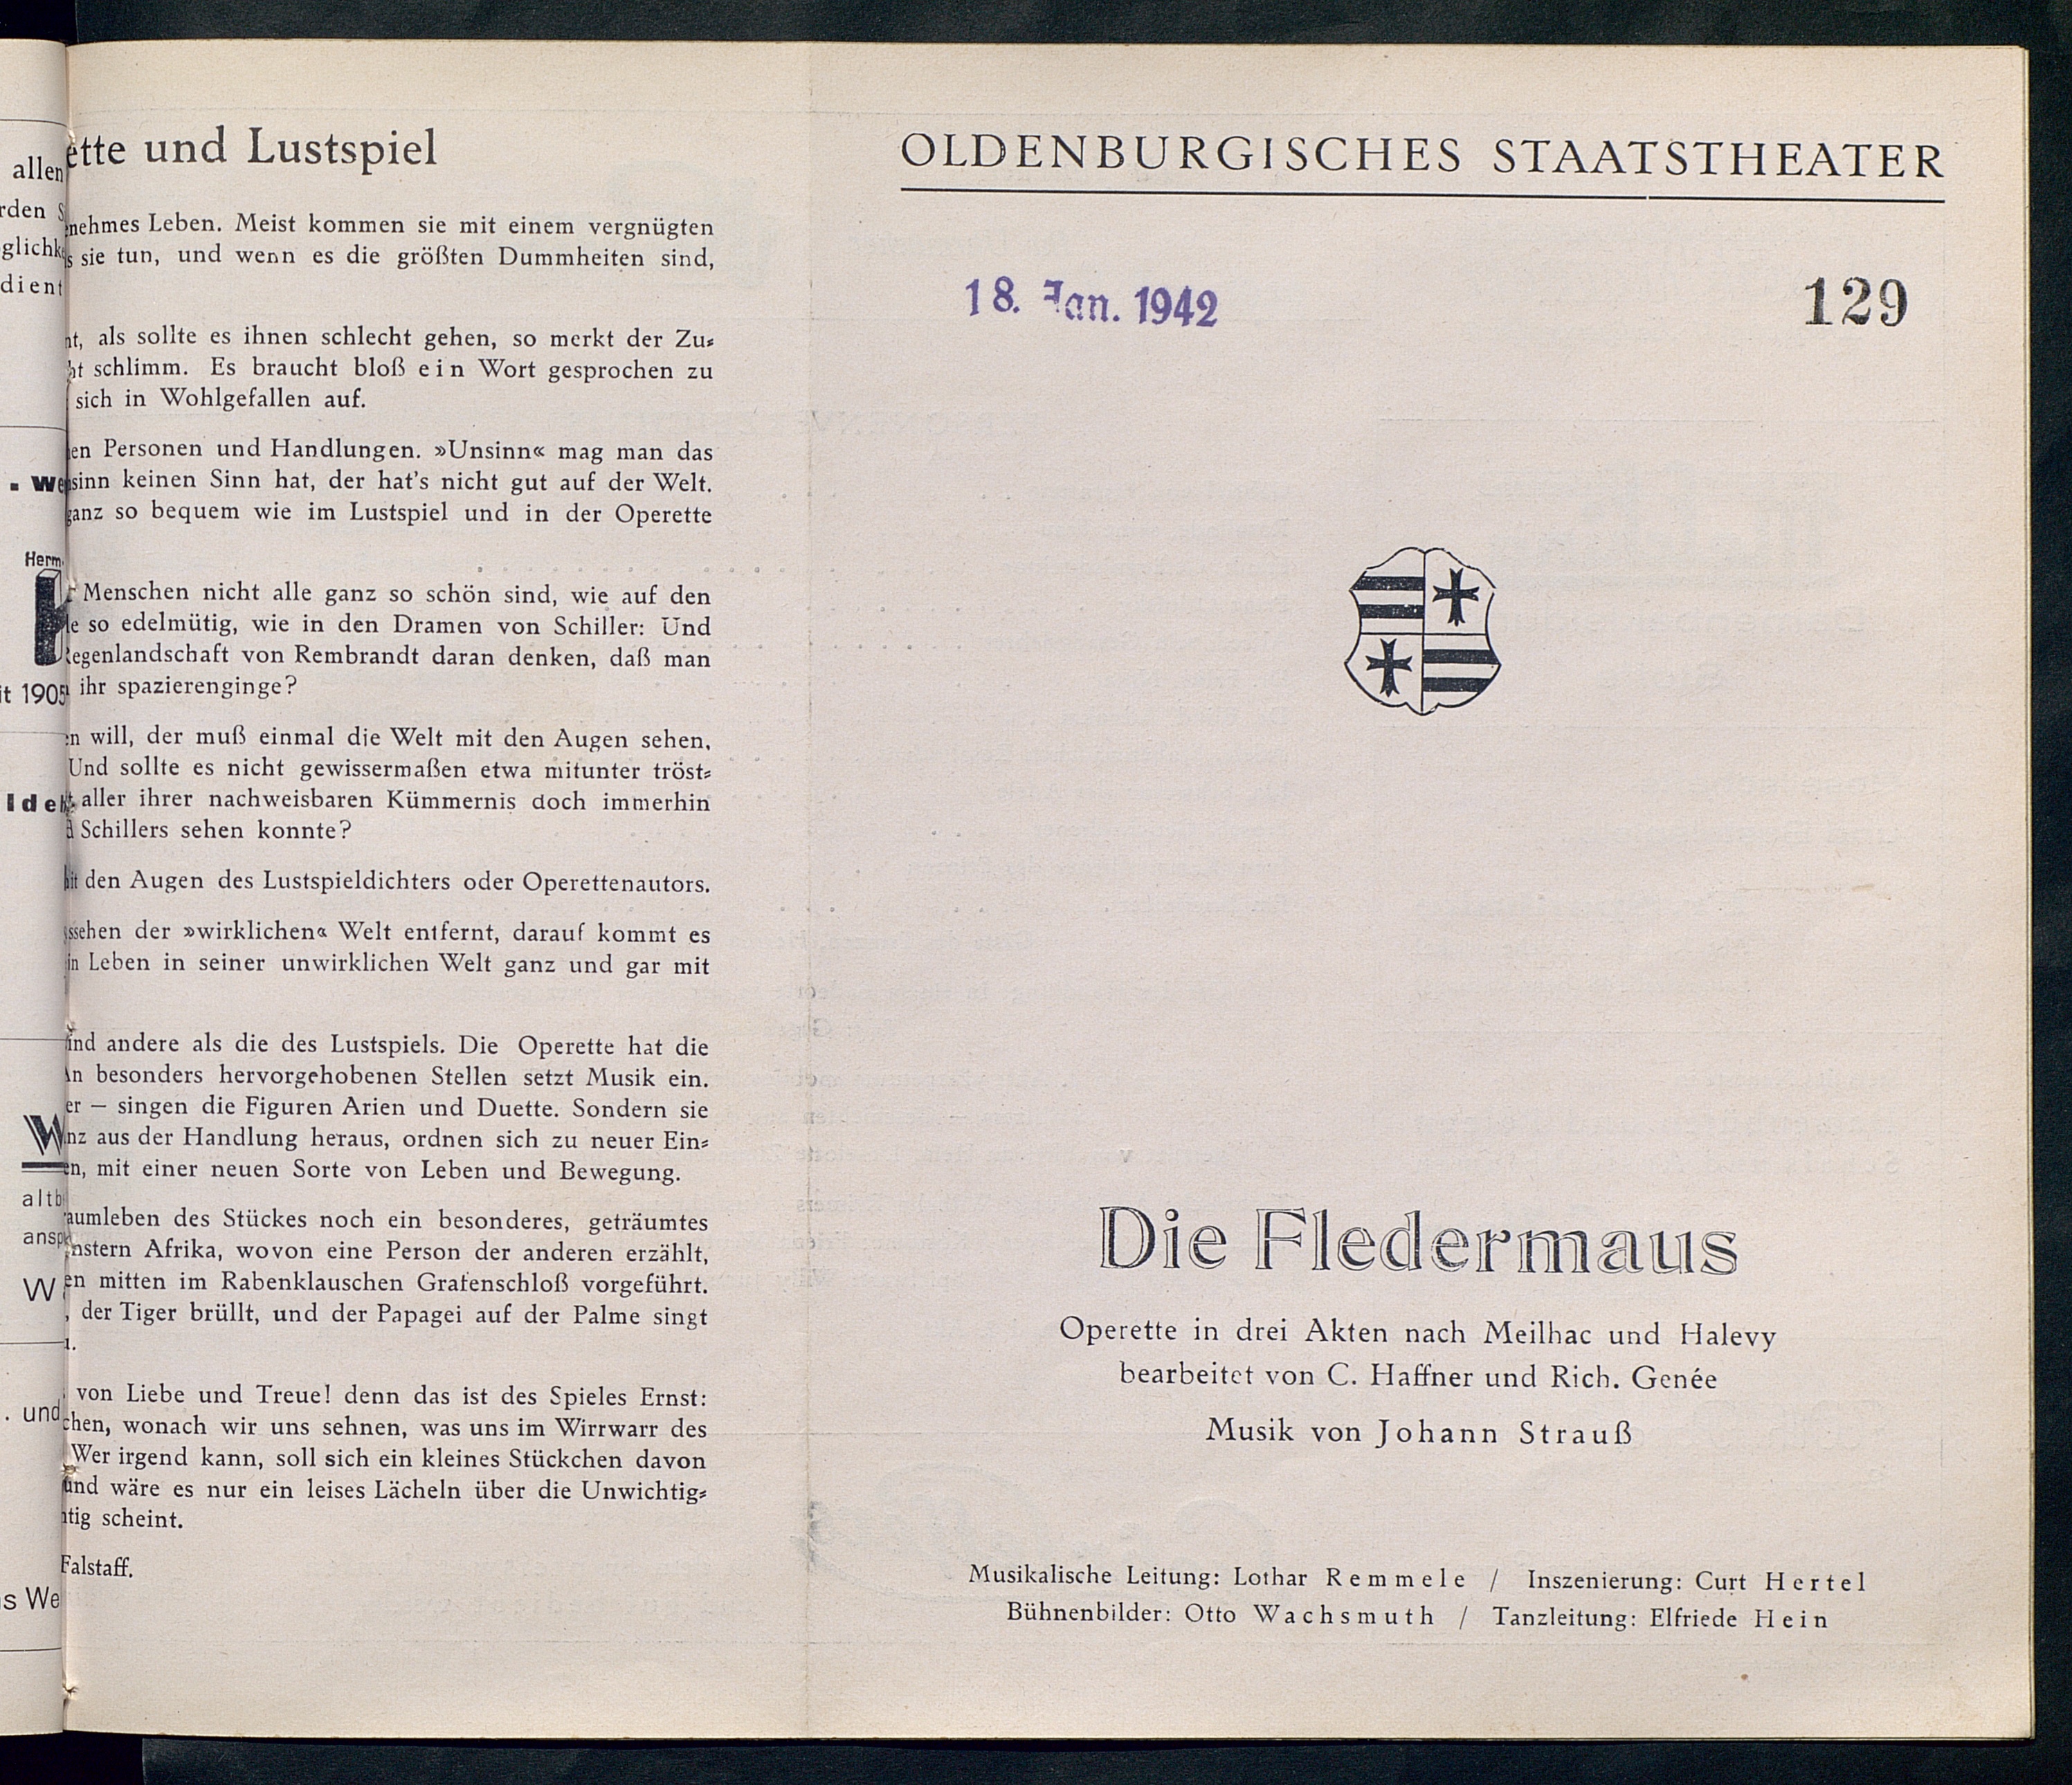 allen
rden
glichk
dient
. we
Herm.
it 1905
lde
W
altb
ansp
W
. und
s We
ette und Lustspiel
nehmes Leben. Meist kommen sie mit einem vergnügten
s sie tun, und wenn es die größten Dummheiten sind,
nt, als sollte es ihnen schlecht gehen, so merkt der Zu⸗
ht schlimm. Es braucht bloß ein Wort gesprochen zu
sich in Wohlgefallen auf.
en Personen und Handlungen. »Unsinn« mag man das
sinn keinen Sinn hat, der hat's nicht gut auf der Welt.
ganz so bequem wie im Lustspiel und in der Operette
r Menschen nicht alle ganz so schön sind, wie auf den
le so edelmütig, wie in den Dramen von Schiller: Und
Regenlandschaft von Rembrandt daran denken, daß man
ihr spazierenginge?
en will, der muß einmal die Welt mit den Augen sehen,
Und sollte es nicht gewissermaßen etwa mitunter tröst⸗
t aller ihrer nachweisbaren Kümmernis doch immerhin
d Schillers sehen konnte?
it den Augen des Lustspieldichters oder Operettenautors.
ssehen der »wirklichen« Welt entfernt, darauf kommt es
in Leben in seiner unwirklichen Welt ganz und gar mit
ind andere als die des Lustspiels. Die Operette hat die
An besonders hervorgehobenen Stellen setzt Musik ein.
er — singen die Figuren Arien und Duette. Sondern sie
nz aus der Handlung heraus, ordnen sich zu neuer Ein⸗
en, mit einer neuen Sorte von Leben und Bewegung.
aumleben des Stückes noch ein besonderes, geträumtes
nstern Afrika, wovon eine Person der anderen erzählt,
en mitten im Rabenklauschen Grafenschloß vorgeführt.
, der Tiger brüllt, und der Papagei auf der Palme singt
u.
von Liebe und Treue! denn das ist des Spieles Ernst:
chen, wonach wir uns sehnen, was uns im Wirrwarr des
Wer irgend kann, soll sich ein kleines Stückchen davon
und wäre es nur ein leises Lächeln über die Unwichtig⸗
htig scheint.
Falstaff.
OLDENBURGISCHES STAATSTHEATER
18. Jan. 1942
129
Die Fledermaus
Operette in drei Akten nach Meilhac und Halevy
bearbeitet von C. Haffner und Rich. Genée
Musik von Johann Strauß
Musikalische Leitung: Lothar Remmele / Inszenierung: Curt Hertel
Bühnenbilder: Otto Wachsmuth / Tanzleitung: Elfriede Hein